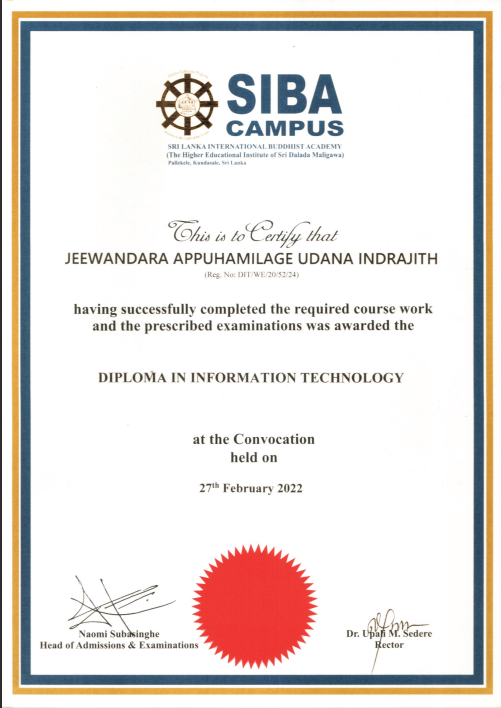 SIBA
CAMPUS
SRI LANKA INTERNATIONAL BUDDHIST ACADEMY
(The Higher Educational Institute of Sri Dalada Maligawa)
Pallekele, Kundasale, Sri Lanka
This is to Certify that
JEEWANDARA APPUHAMILAGE UDANA INDRAJITH
(Reg. No: DIT/WE/20/52/24)
having successfully completed the required course work
and the prescribed examinations was awarded the
DIPLOMA IN INFORMATION TECHNOLOGY
at the Convocation
held on
27th February 2022
Naomi Subasinghe
Head of Admissions & Examinations
Dr. Upali M. Sedere
Rector